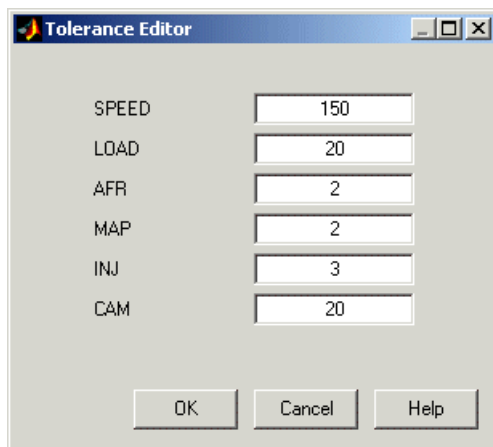 Tolerance Editor
SPEED 150
LOAD 20
AFR 2
MAP 2
INJ 3
CAM 20
OK Cancel Help